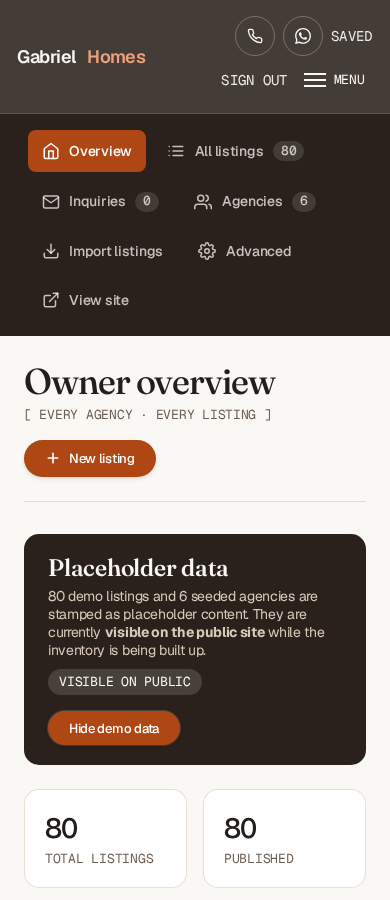 Gabriel Homes
SAVED
SIGN OUT
MENU
Overview
All listings 80
Inquiries 0
Agencies 6
Import listings
Advanced
View site
Owner overview
[ EVERY AGENCY · EVERY LISTING ]
+ New listing
Placeholder data
80 demo listings and 6 seeded agencies are
stamped as placeholder content. They are
currently visible on the public site while the
inventory is being built up.
VISIBLE ON PUBLIC
Hide demo data
80
TOTAL LISTINGS
80
PUBLISHED